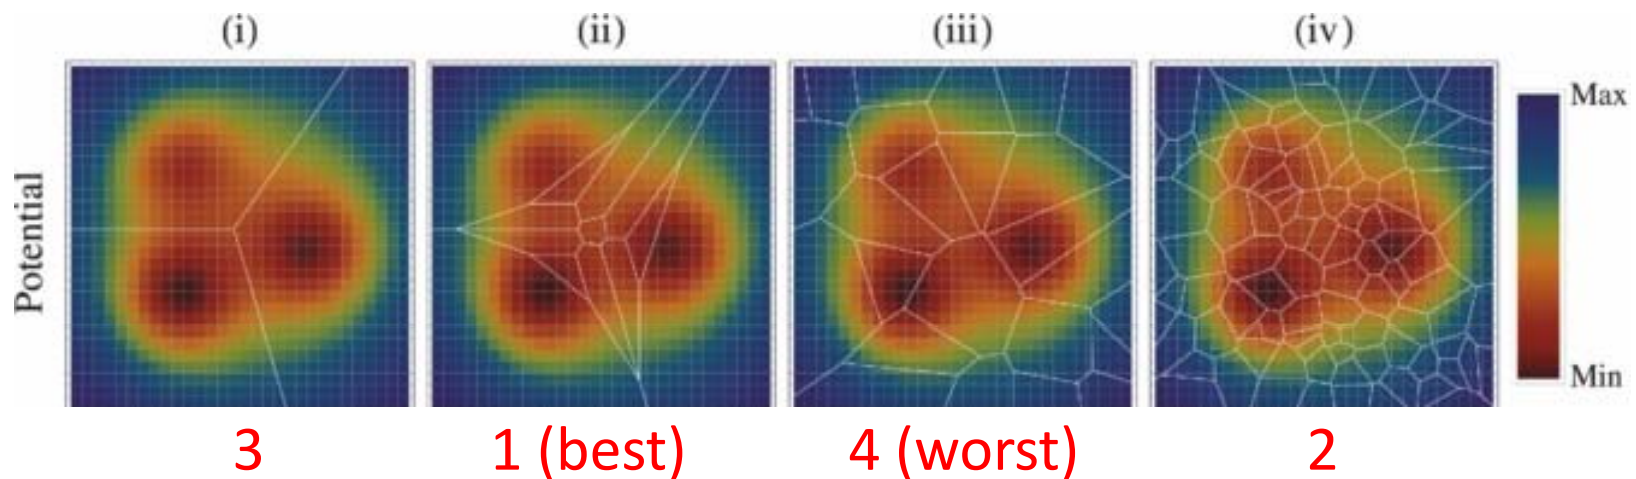 (i) (ii) (iii) (iv)
Potential
Max
Min
3 1 (best) 4 (worst) 2